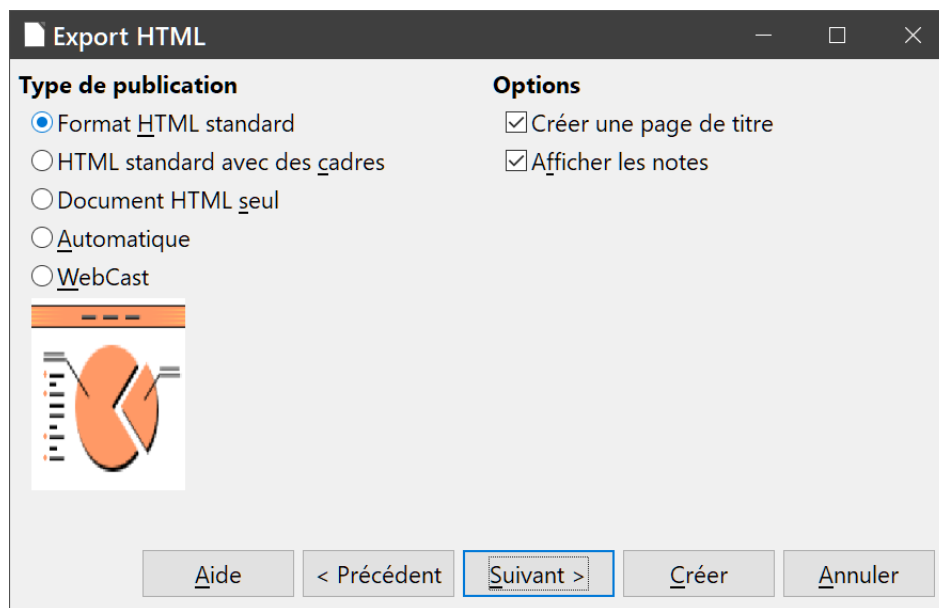 Export HTML
Type de publication
Format HTML standard
HTML standard avec des cadres
Document HTML seul
Automatique
WebCast
Options
Créer une page de titre
Afficher les notes
Aide
< Précédent
Suivant >
Créer
Annuler